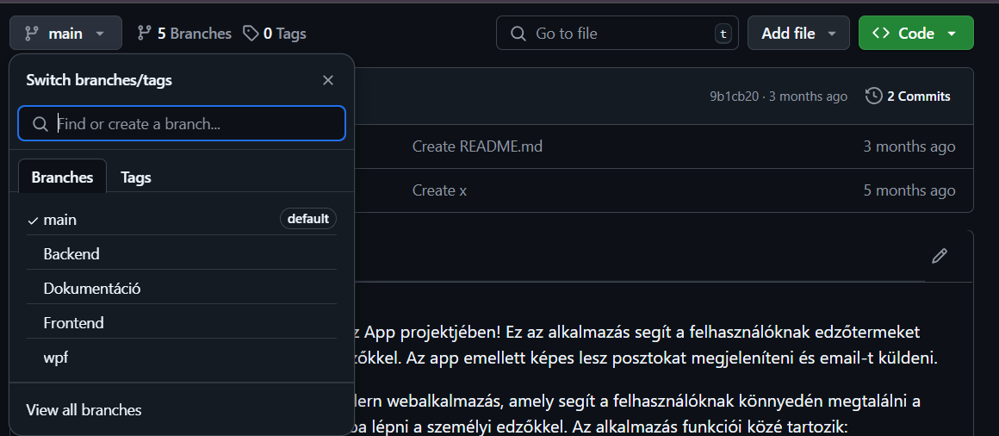 main
5 Branches
0 Tags
Go to file
t
Add file
Code
Switch branches/tags
Find or create a branch...
Branches
Tags
main
default
Backend
Dokumentáció
Frontend
wpf
View all branches
9b1cb20 · 3 months ago
2 Commits
Create README.md
3 months ago
Create x
5 months ago
App projektjében! Ez az alkalmazás segít a felhasználóknak edzőtermeket
Az app emellett képes lesz posztokat megjeleníteni és email-t küldeni.
webalkalmazás, amely segít a felhasználóknak könnyedén megtalálni a
lépni a személyi edzőkkel. Az alkalmazás funkciói közé tartozik: